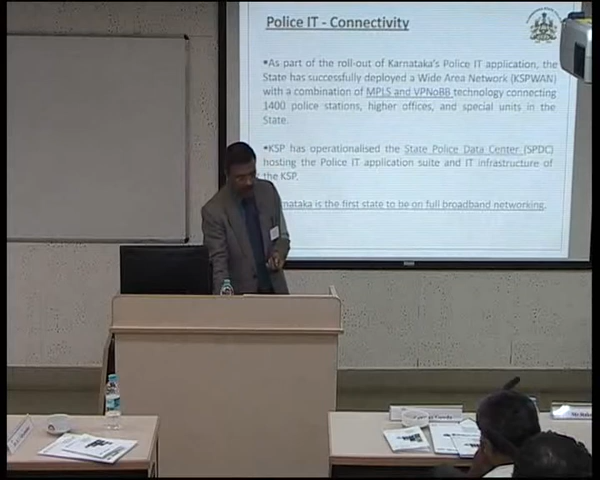 Police IT - Connectivity
•As part of the roll-out of Karnataka's Police IT application, the
State has successfully deployed a Wide Area Network (KSPWAN)
with a combination of MPLS and VPNoBB technology connecting
1400 police stations, higher offices, and special units in the
State.
•KSP has operationalised the State Police Data Center (SPDC)
hosting the Police IT application suite and IT infrastructure of
the KSP.
nataka is the first state to be on full broadband networking.